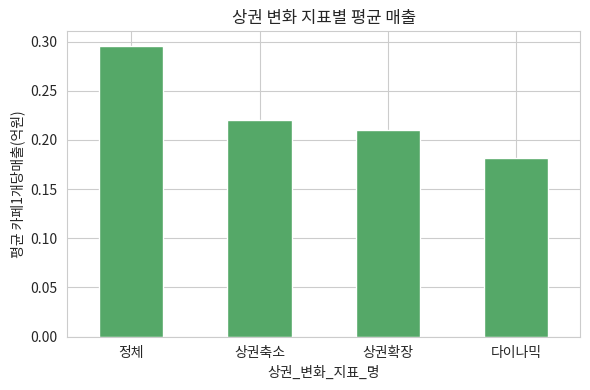 상권 변화 지표별 평균 매출
평균 카페1개당매출(억원)
0.30
0.25
0.20
0.15
0.10
0.05
0.00
정체 상권축소 상권확장 다이나믹
상권_변화_지표_명